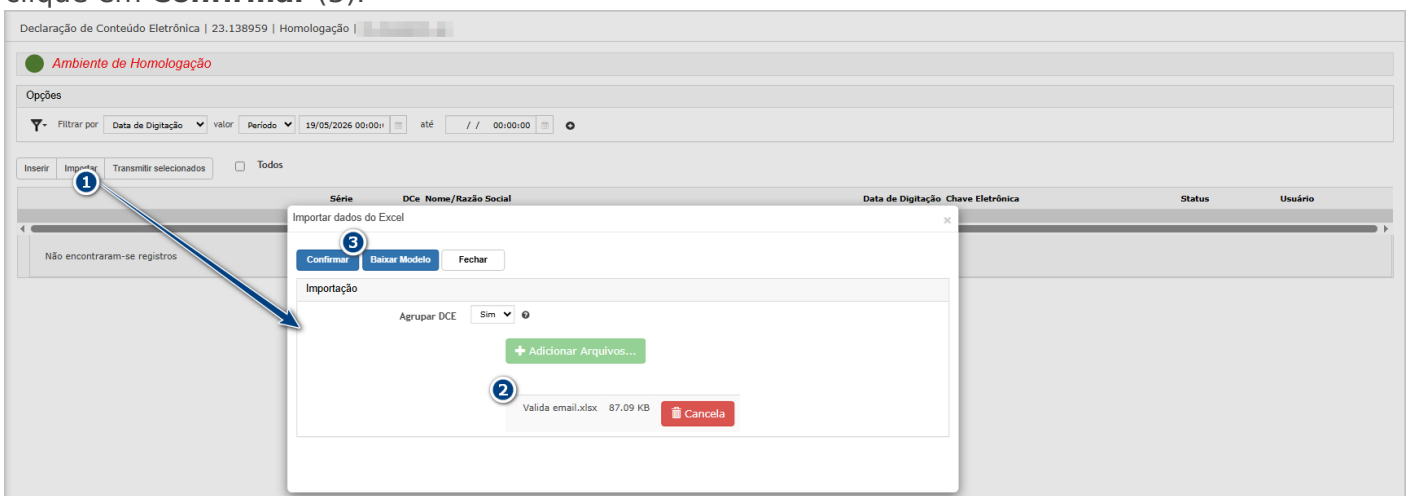 clique em Confirmar (3).
Declaração de Conteúdo Eletrônica | 23.138959 | Homologação |
Ambiente de Homologação
Opções
Filtrar por Data de Digitação valor Período 19/05/2026 00:00: até / / 00:00:00
Inserir Importar Transmitir selecionados Todos
1
Série DCe Nome/Razão Social Data de Digitação Chave Eletrônica Status Usuário
Importar dados do Excel ×
Não encontraram-se registros
3
Confirmar Baixar Modelo Fechar
Importação
Agrupar DCE Sim
+ Adicionar Arquivos...
2
Valida email.xlsx 87.09 KB Cancela